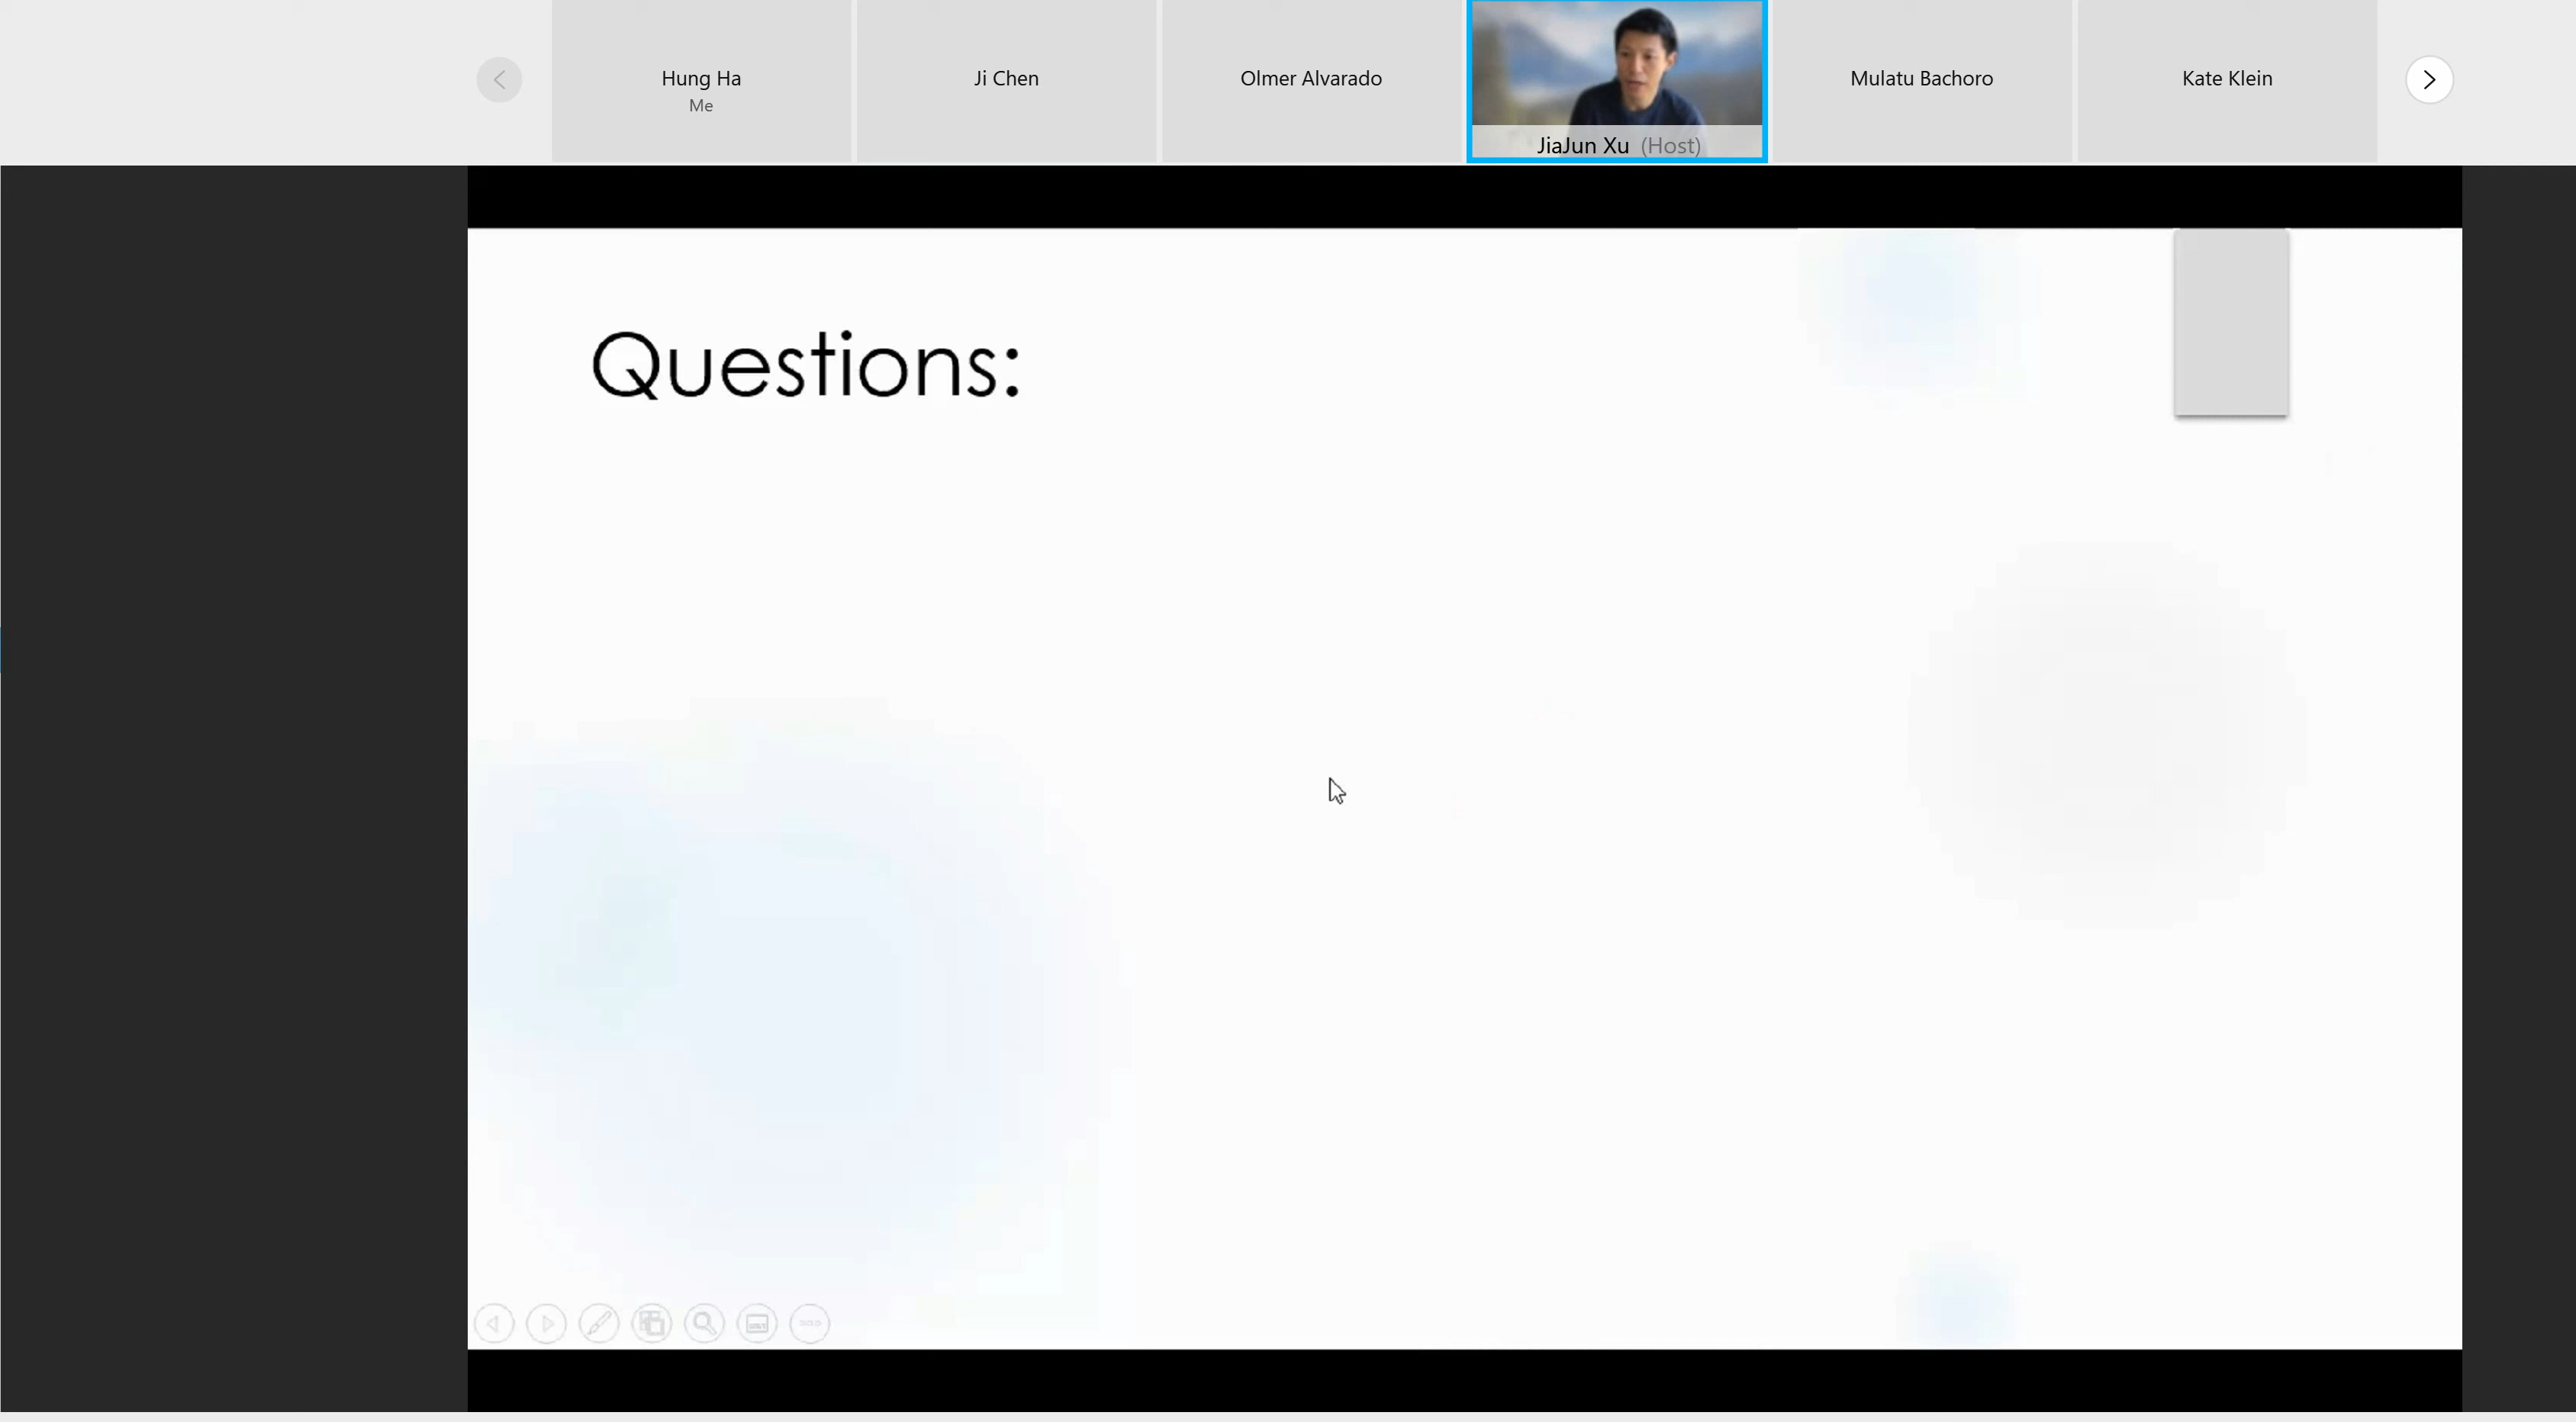 Hung Ha
Me
Ji Chen
Olmer Alvarado
JiaJun Xu (Host)
Mulatu Bachoro
Kate Klein
Questions: